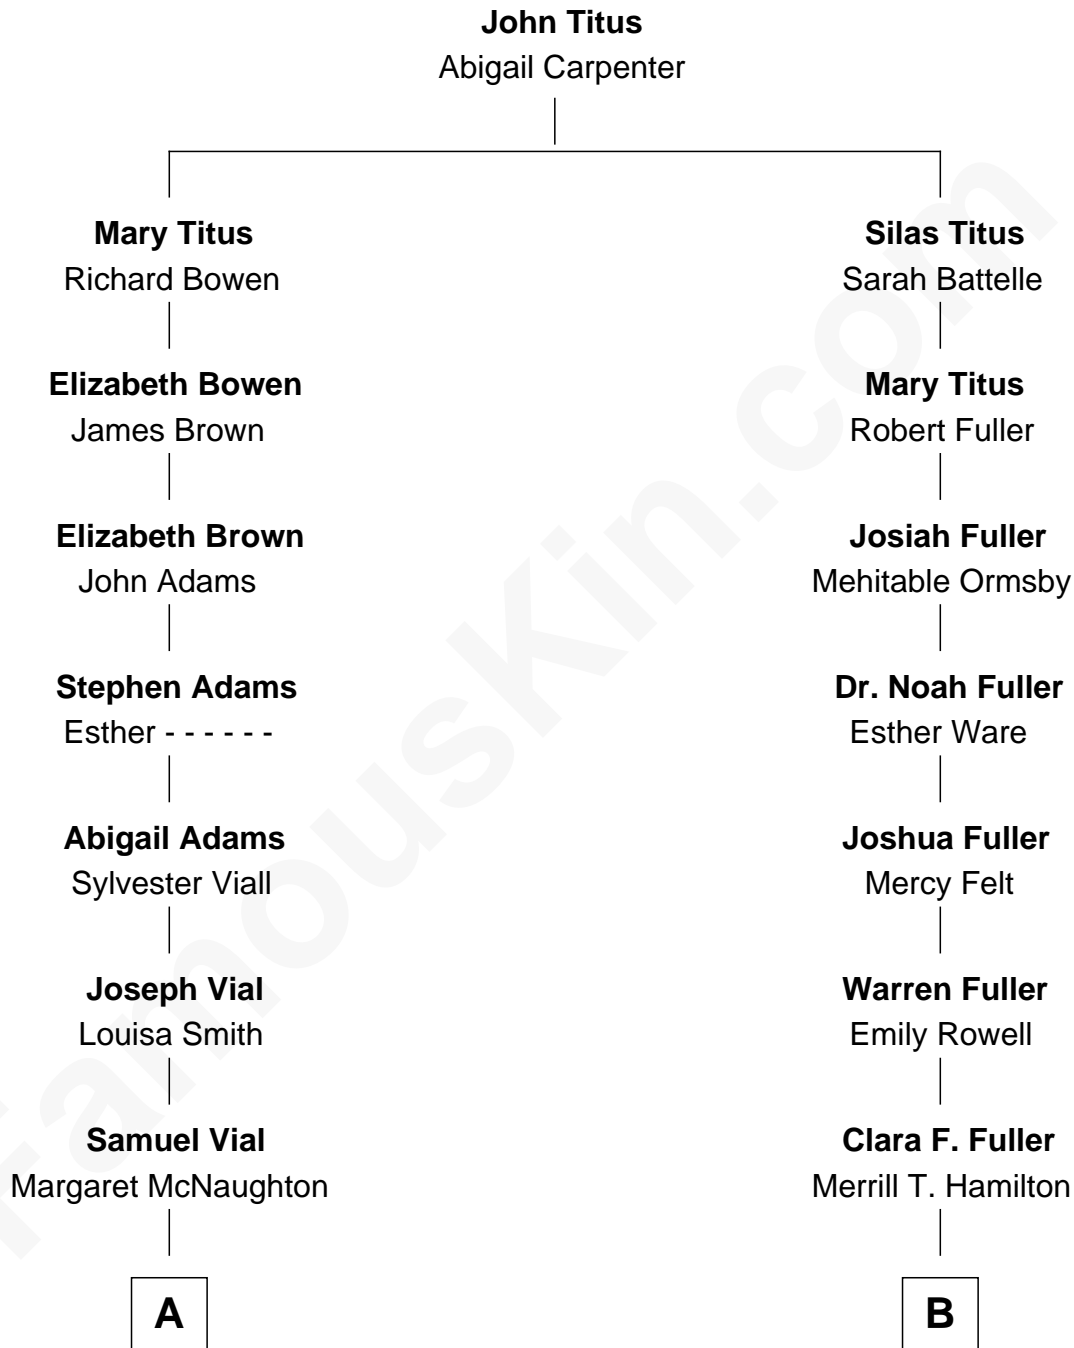 John Titus
Abigail Carpenter
Mary Titus
Richard Bowen
Silas Titus
Sarah Battelle
Elizabeth Bowen
James Brown
Mary Titus
Robert Fuller
Elizabeth Brown
John Adams
Josiah Fuller
Mehitable Ormsby
Stephen Adams
Esther - - - - - -
Dr. Noah Fuller
Esther Ware
Abigail Adams
Sylvester Viall
Joshua Fuller
Mercy Felt
Joseph Vial
Louisa Smith
Warren Fuller
Emily Rowell
Samuel Vial
Margaret McNaughton
Clara F. Fuller
Merrill T. Hamilton
A
B
FamousKin.com